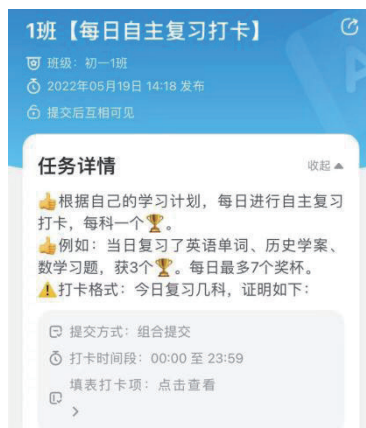 1班【每日自主复习打卡】
班级：初一1班
2022年05月19日 14:18 发布
提交后互相可见
任务详情
收起
👍根据自己的学习计划，每日进行自主复习
打卡，每科一个🏆。
👍例如：当日复习了英语单词、历史学案、
数学习题，获3个🏆。每日最多7个奖杯。
⚠️打卡格式：今日复习几科，证明如下：
提交方式：组合提交
打卡时间段：00:00 至 23:59
填表打卡项：点击查看